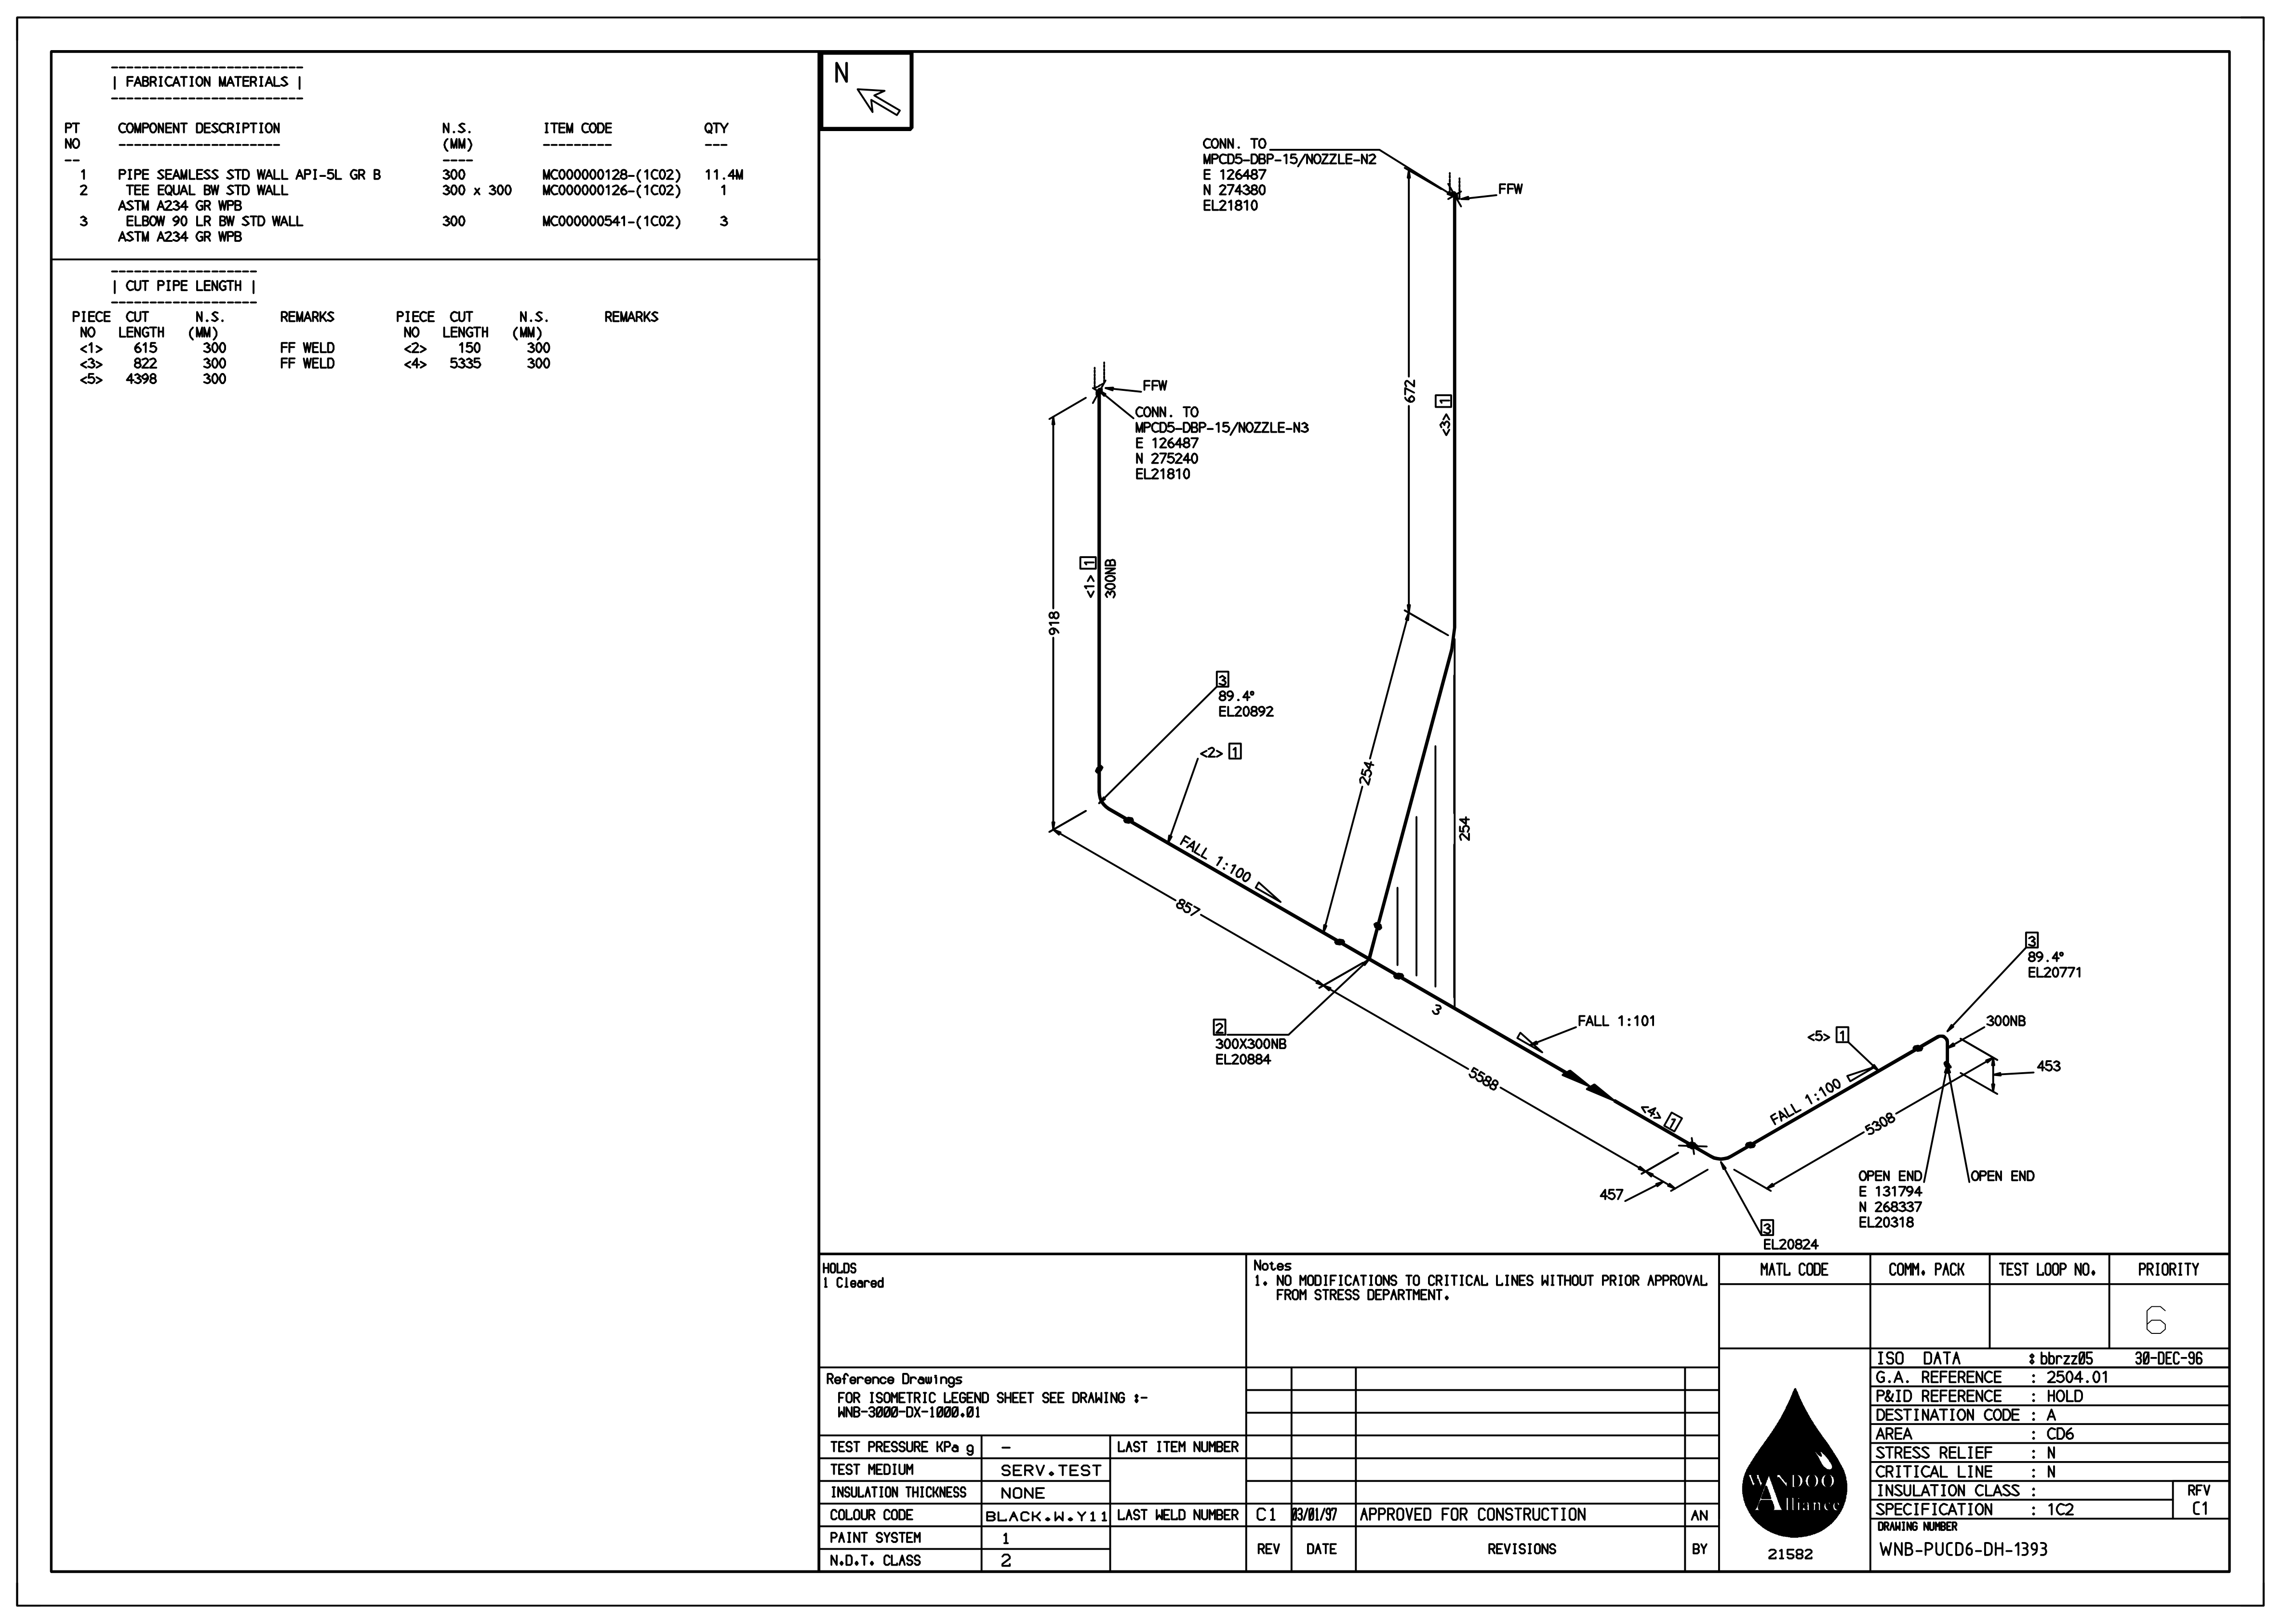 | FABRICATION MATERIALS |
PT NO COMPONENT DESCRIPTION N.S. (MM) ITEM CODE QTY
1 PIPE SEAMLESS STD WALL API-5L GR B 300 MC000000128-(1C02) 11.4M
2 TEE EQUAL BW STD WALL 300 x 300 MC000000126-(1C02) 1
ASTM A234 GR WPB
3 ELBOW 90 LR BW STD WALL 300 MC000000541-(1C02) 3
ASTM A234 GR WPB
| CUT PIPE LENGTH |
PIECE CUT N.S. REMARKS PIECE CUT N.S. REMARKS
NO LENGTH (MM) NO LENGTH (MM)
<1> 615 300 FF WELD <2> 150 300
<3> 822 300 FF WELD <4> 5335 300
<5> 4398 300
N
CONN. TO
MPCD5-DBP-15/NOZZLE-N2
E 126487
N 274380
EL21810
FFW
672
<3> 1
FFW
CONN. TO
MPCD5-DBP-15/NOZZLE-N3
E 126487
N 275240
EL21810
<1> 1
300NB
918
3
89.4°
EL20892
<2> 1
254
254
FALL 1:100
857
3
2
300X300NB
EL20884
FALL 1:101
5588
<4> 1
457
3
EL20824
3
89.4°
EL20771
300NB
<5> 1
453
FALL 1:100
5308
OPEN END
E 131794
N 268337
EL20318
OPEN END
HOLDS
1 Cleared
Notes
1. NO MODIFICATIONS TO CRITICAL LINES WITHOUT PRIOR APPROVAL
FROM STRESS DEPARTMENT.
MATL CODE COMM. PACK TEST LOOP NO. PRIORITY
6
Reference Drawings
FOR ISOMETRIC LEGEND SHEET SEE DRAWING :-
WNB-3000-DX-1000.01
TEST PRESSURE KPa g - LAST ITEM NUMBER
TEST MEDIUM SERV.TEST
INSULATION THICKNESS NONE
COLOUR CODE BLACK.W.Y11 LAST WELD NUMBER
PAINT SYSTEM 1
N.D.T. CLASS 2
C1 03/01/97 APPROVED FOR CONSTRUCTION AN
REV DATE REVISIONS BY
WANDOO
Alliance
21582
ISO DATA : bbrzz05 30-DEC-96
G.A. REFERENCE : 2504.01
P&ID REFERENCE : HOLD
DESTINATION CODE : A
AREA : CD6
STRESS RELIEF : N
CRITICAL LINE : N
INSULATION CLASS : RFV
SPECIFICATION : 1C2 C1
DRAWING NUMBER
WNB-PUCD6-DH-1393